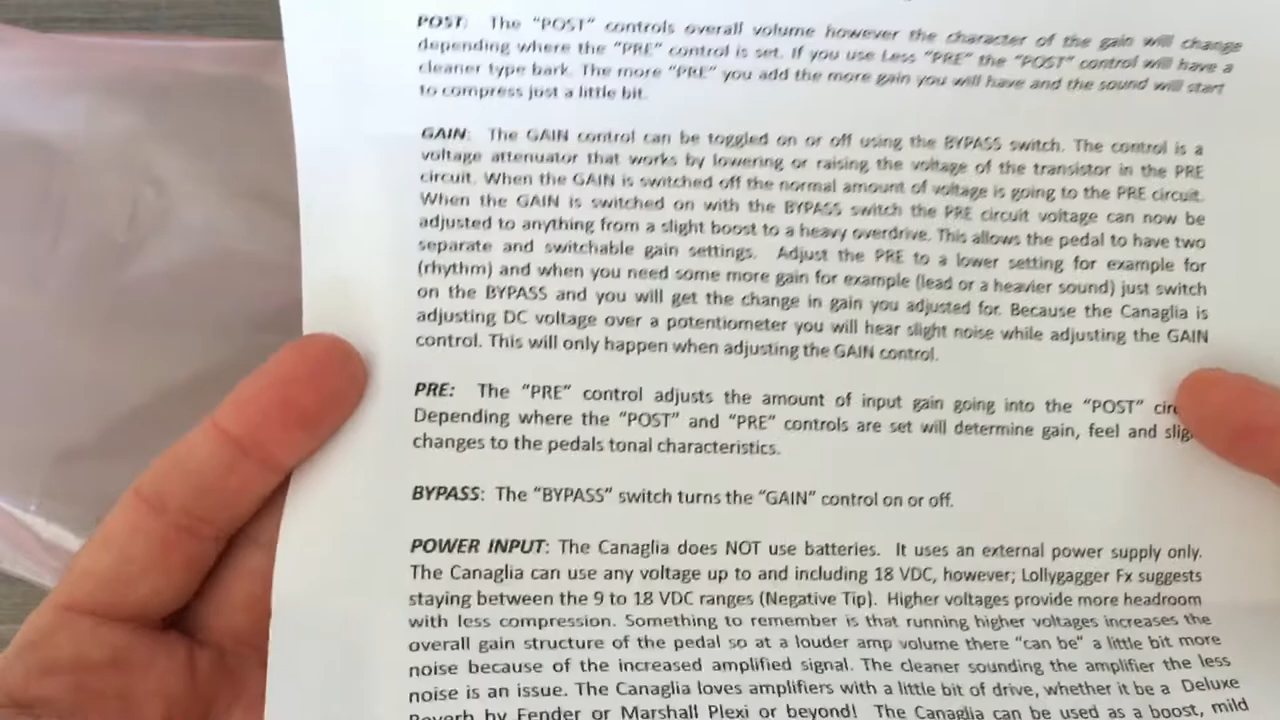 POST: The "POST" controls overall volume however the character of the gain will change
depending where the "PRE" control is set. If you use Less "PRE" the "POST" control will have a
cleaner type bark. The more "PRE" you add the more gain you will have and the sound will start
to compress just a little bit.
GAIN: The GAIN control can be toggled on or off using the BYPASS switch. The control is a
voltage attenuator that works by lowering or raising the voltage of the transistor in the PRE
circuit. When the GAIN is switched off the normal amount of voltage is going to the PRE circuit.
When the GAIN is switched on with the BYPASS switch the PRE circuit voltage can now be
adjusted to anything from a slight boost to a heavy overdrive. This allows the pedal to have two
separate and switchable gain settings. Adjust the PRE to a lower setting for example for
(rhythm) and when you need some more gain for example (lead or a heavier sound) just switch
on the BYPASS and you will get the change in gain you adjusted for. Because the Canaglia is
adjusting DC voltage over a potentiometer you will hear slight noise while adjusting the GAIN
control. This will only happen when adjusting the GAIN control.
PRE: The "PRE" control adjusts the amount of input gain going into the "POST"
Depending where the "POST" and "PRE" controls are set will determine gain, feel and
changes to the pedals tonal characteristics.
BYPASS: The "BYPASS" switch turns the "GAIN" control on or off.
POWER INPUT: The Canaglia does NOT use batteries. It uses an external power supply only.
The Canaglia can use any voltage up to and including 18 VDC, however; Lollygagger Fx suggests
staying between the 9 to 18 VDC ranges (Negative Tip). Higher voltages provide more headroom
with less compression. Something to remember is that running higher voltages increases the
overall gain structure of the pedal so at a louder amp volume there "can be" a little bit more
noise because of the increased amplified signal. The cleaner sounding the amplifier the less
noise is an issue. The Canaglia loves amplifiers with a little bit of drive, whether it be a Deluxe
Reverb by Fender or Marshall Plexi or beyond! The Canaglia can be used as a boost, mild